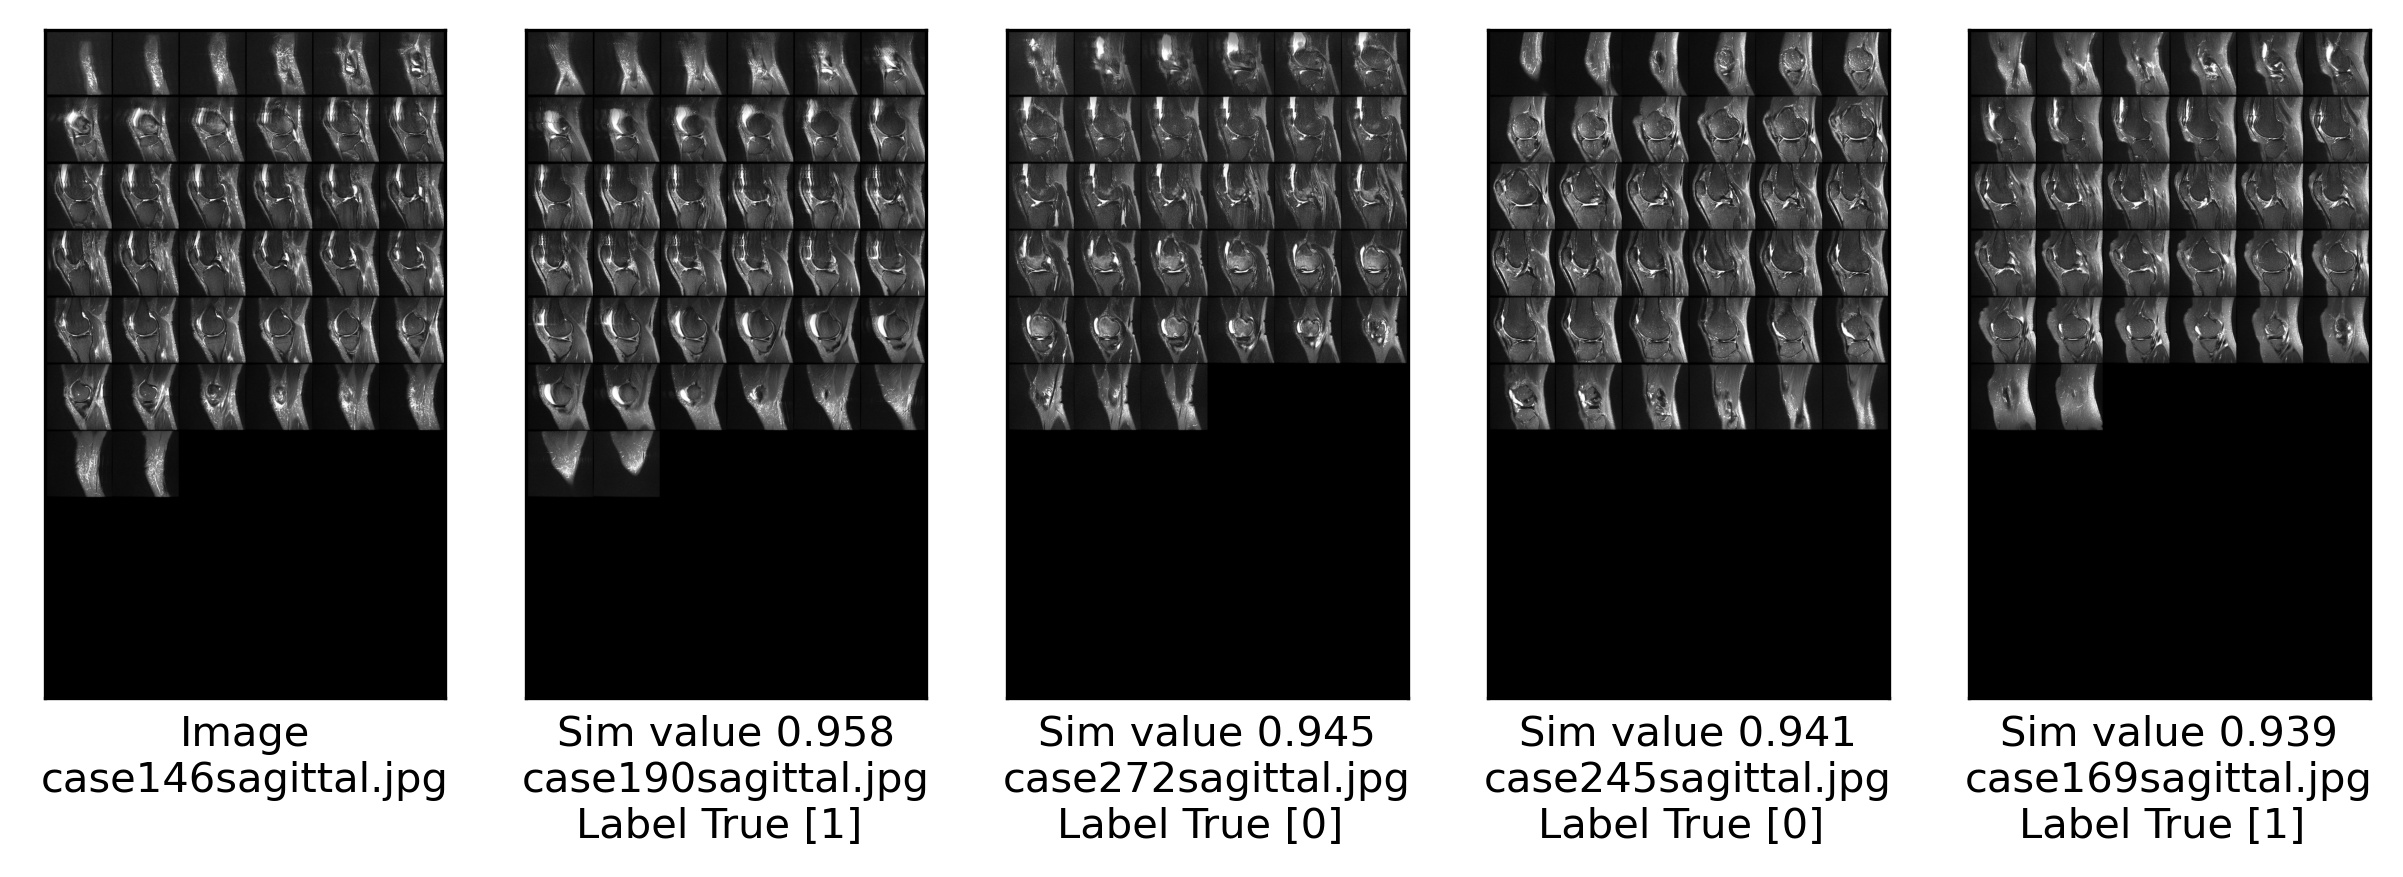 Image
case146sagittal.jpg
Sim value 0.958
case190sagittal.jpg
Label True [1]
Sim value 0.945
case272sagittal.jpg
Label True [0]
Sim value 0.941
case245sagittal.jpg
Label True [0]
Sim value 0.939
case169sagittal.jpg
Label True [1]